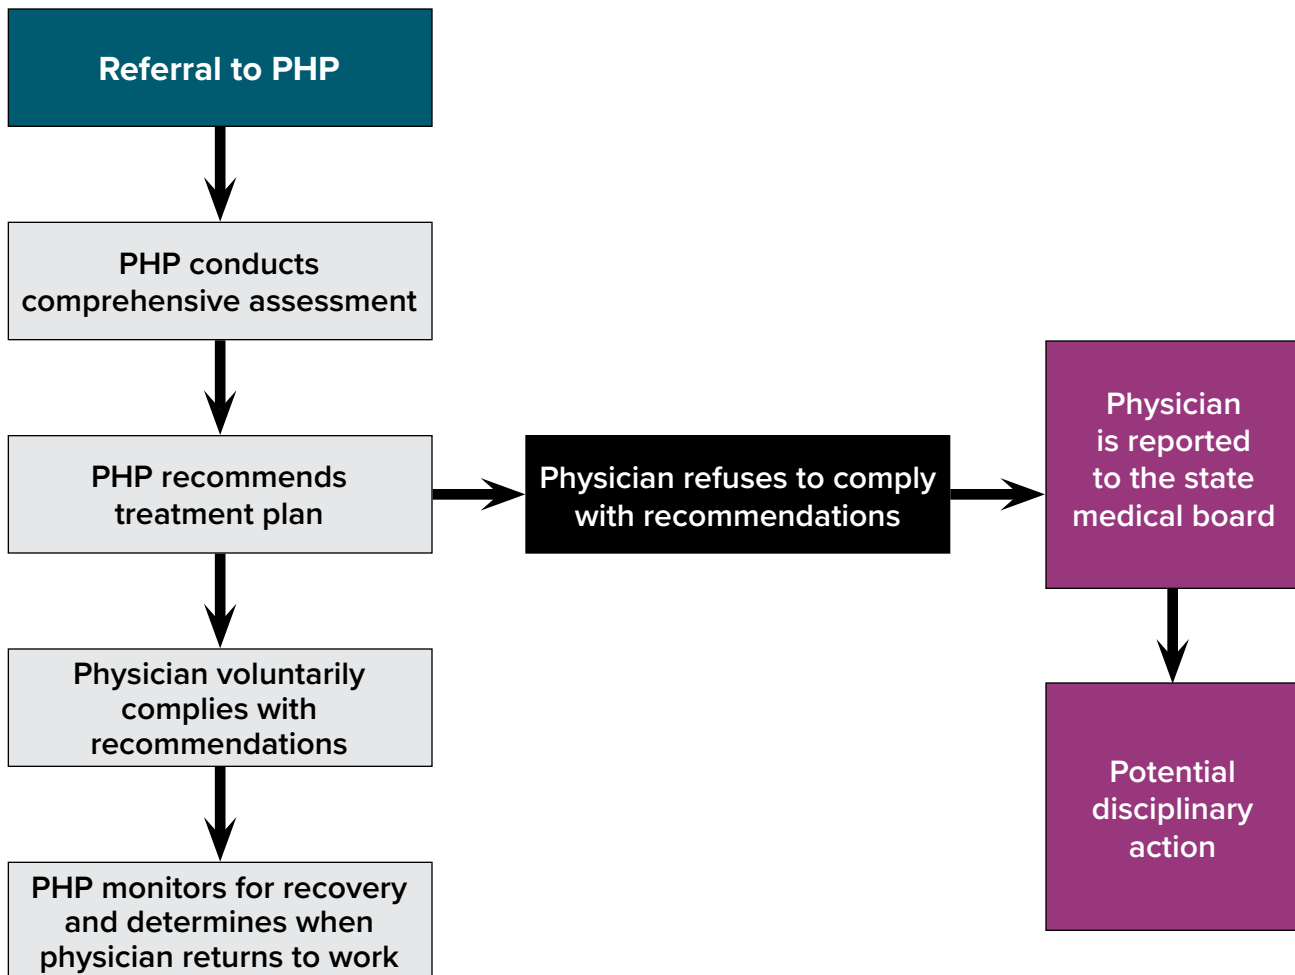 Referral to PHP
PHP conducts
comprehensive assessment
PHP recommends
treatment plan
Physician refuses to comply
with recommendations
Physician
is reported
to the state
medical board
Physician voluntarily
complies with
recommendations
Potential
disciplinary
action
PHP monitors for recovery
and determines when
physician returns to work